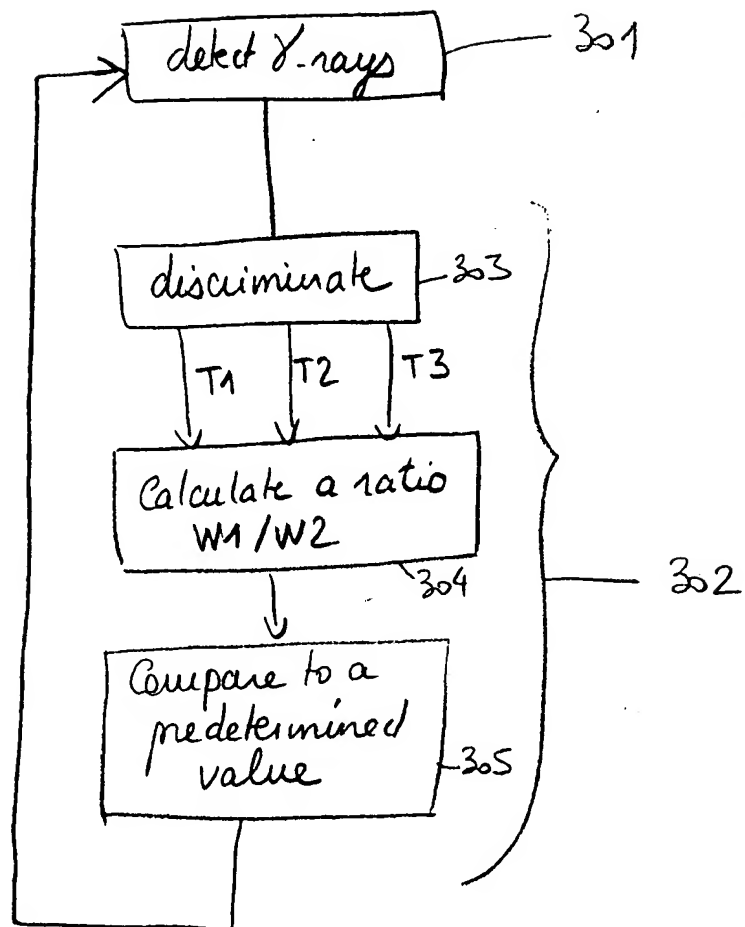 detect γ-rays
301
discriminate
303
T1 T2 T3
Calculate a ratio
W1/W2
304
302
Compare to a
predetermined
value
305